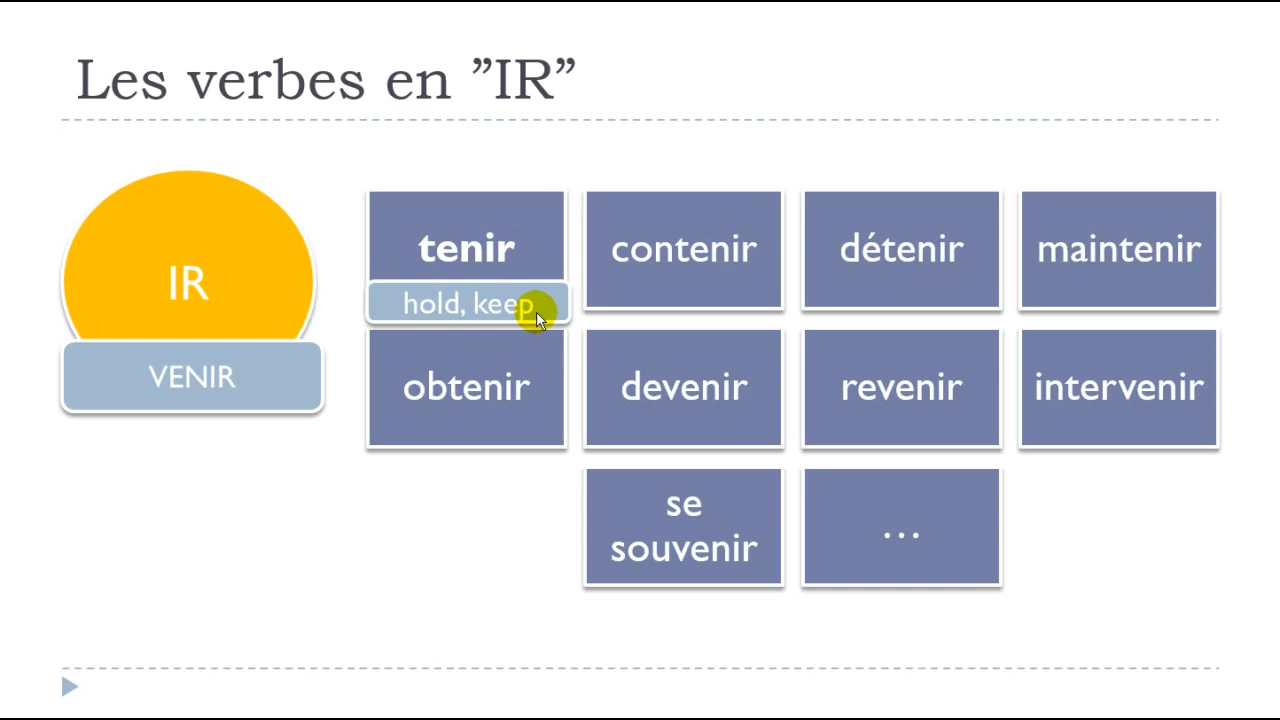 Les verbes en ”IR”
IR
VENIR
tenir
hold, keep
contenir
détenir
maintenir
obtenir
devenir
revenir
intervenir
se
souvenir
…